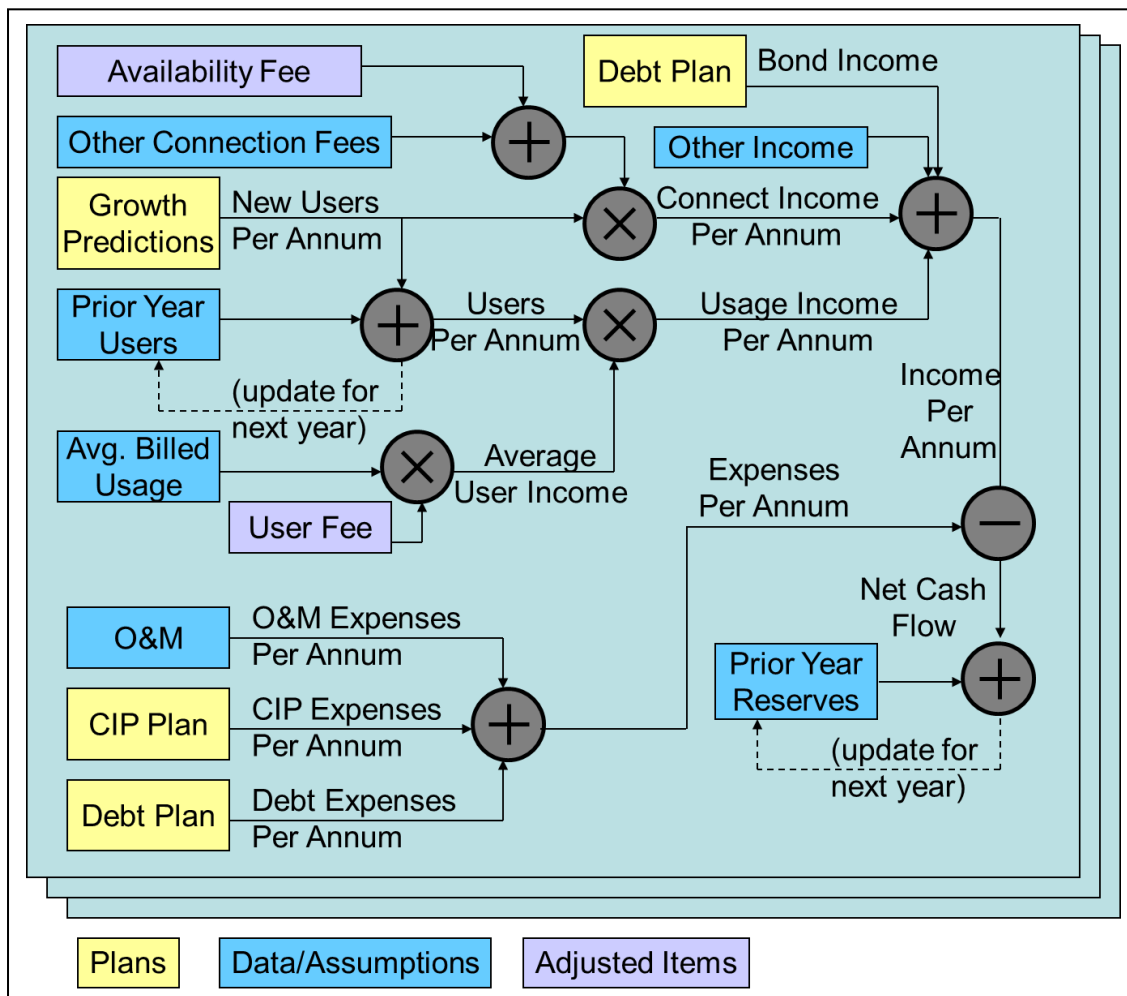 Availability Fee
Debt Plan
Bond Income
Other Connection Fees
+
Other Income
Growth
Predictions
New Users
Per Annum
×
Connect Income
Per Annum
+
Prior Year
Users
+
Users
Per Annum
×
Usage Income
Per Annum
(update for
next year)
Income
Per
Annum
Avg. Billed
Usage
×
Average
User Income
User Fee
Expenses
Per Annum
−
O&M
O&M Expenses
Per Annum
Net Cash
Flow
CIP Plan
CIP Expenses
Per Annum
+
Prior Year
Reserves
+
Debt Plan
Debt Expenses
Per Annum
(update for
next year)
Plans
Data/Assumptions
Adjusted Items